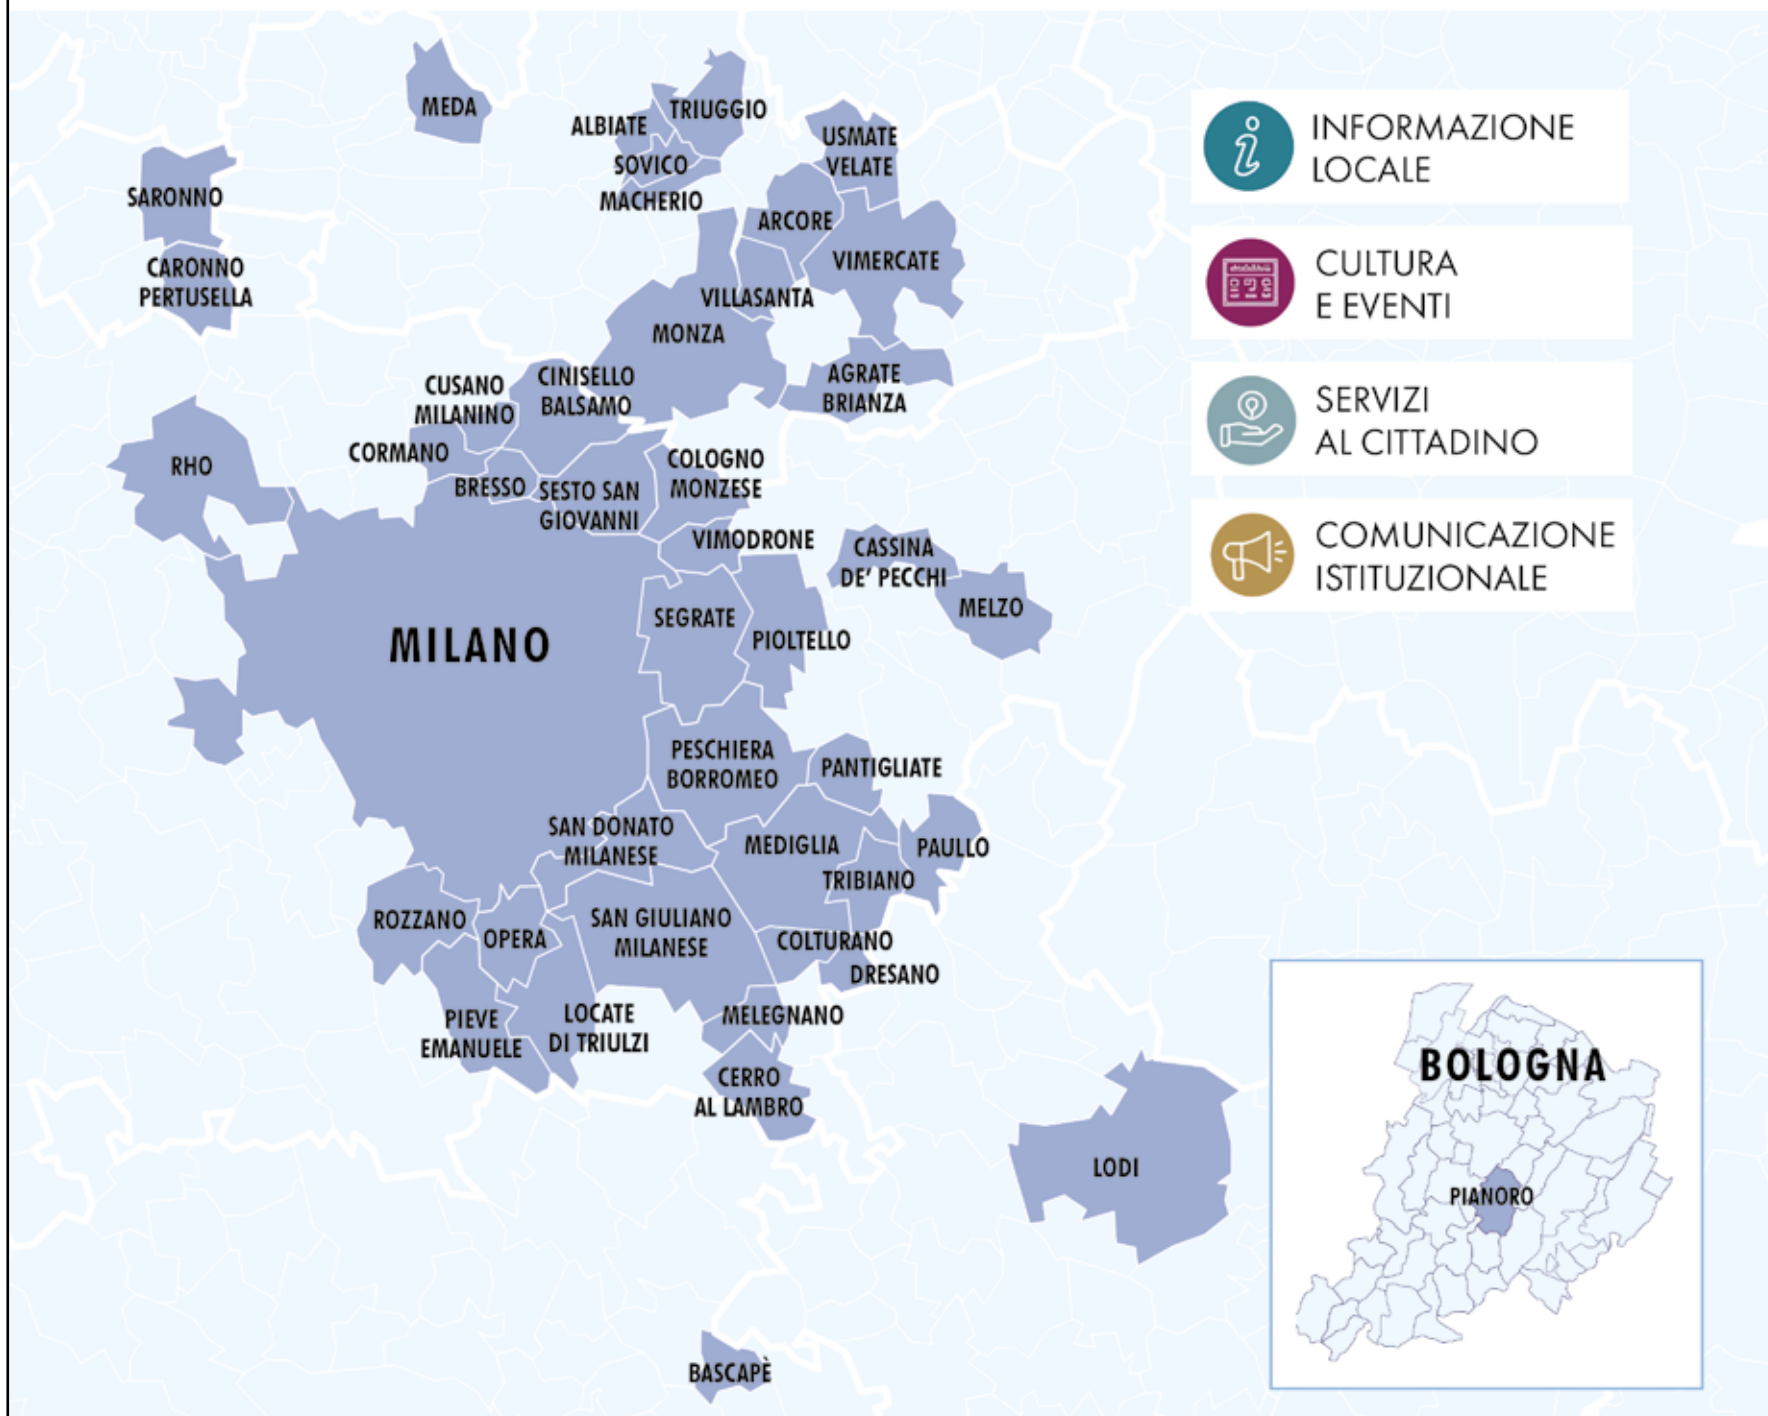 MEDA
TRIUGGIO
ALBIATE
SOVICO
MACHERIO
USMATE
VELATE
SARONNO
CARONNO
PERTUSELLA
ARCORE
VIMERCATE
VILLASANTA
MONZA
AGRATE
BRIANZA
CINISELLO
BALSAMO
CUSANO
MILANINO
CORMANO
RHO
BRESSO
SESTO SAN
GIOVANNI
COLOGNO
MONZESE
VIMODRONE
CASSINA
DE' PECCHI
MELZO
SEGRATE
PIOLTELLO
MILANO
PESCHIERA
BORROMEO
PANTIGLIATE
SAN DONATO
MILANESE
MEDIGLIA
PAULLO
TRIBIANO
ROZZANO
OPERA
SAN GIULIANO
MILANESE
COLTURANO
DRESANO
PIEVE
EMANUELE
LOCATE
DI TRIULZI
MELEGNANO
CERRO
AL LAMBRO
LODI
BASCAPÈ
INFORMAZIONE
LOCALE
CULTURA
E EVENTI
SERVIZI
AL CITTADINO
COMUNICAZIONE
ISTITUZIONALE
BOLOGNA
PIANORO